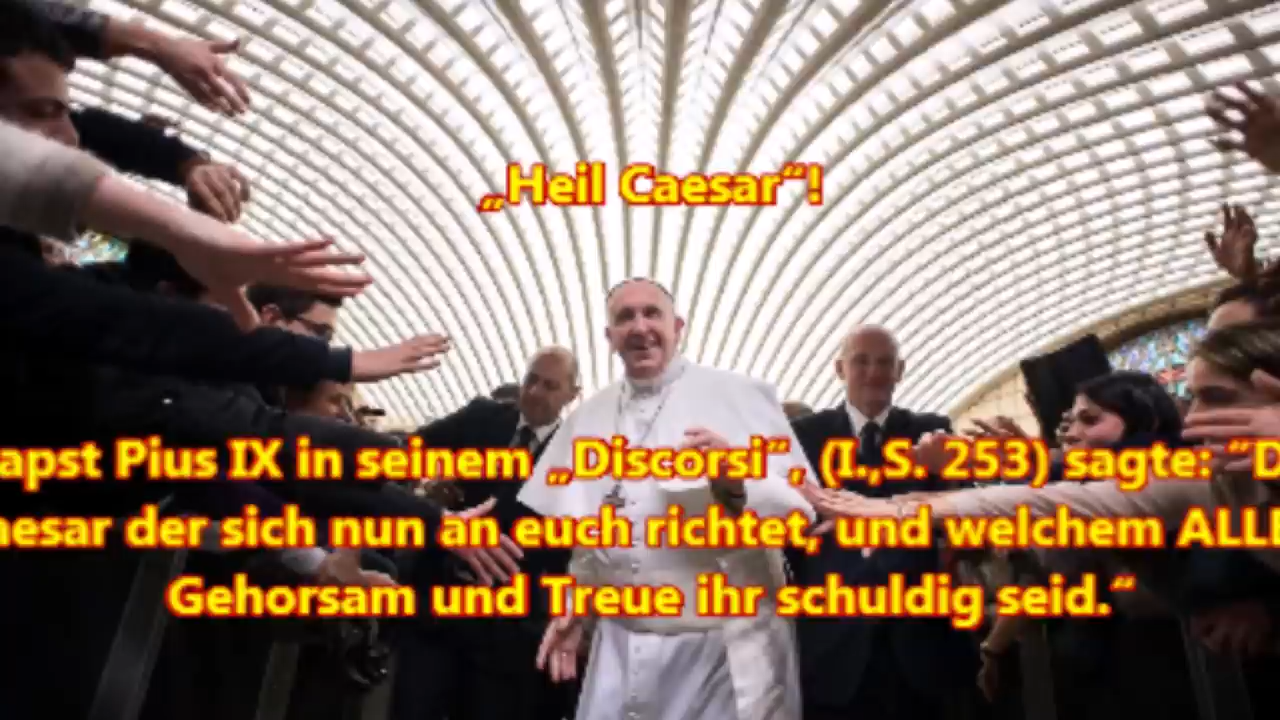 „Heil Caesar“!
apst Pius IX in seinem „Discorsi“, (I.,S. 253) sagte: “D
aesar der sich nun an euch richtet, und welchem ALLE
Gehorsam und Treue ihr schuldig seid.“